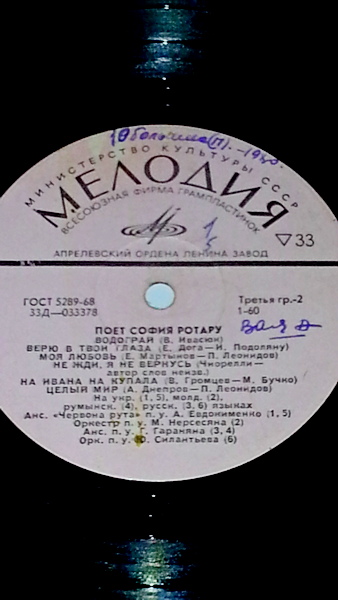 МИНИСТЕРСТВО КУЛЬТУРЫ СССР
МЕЛОДИЯ
ВСЕСОЮЗНАЯ ФИРМА ГРАМПЛАСТИНОК
АПРЕЛЕВСКИЙ ОРДЕНА ЛЕНИНА ЗАВОД
▽33
ГОСТ 5289-68
33Д—033378
Третья гр.-2
1-60
ПОЕТ СОФИЯ РОТАРУ
ВОДОГРАЙ (В. Ивасюк)
ВЕРЮ В ТВОИ ГЛАЗА (Е. Дога—И. Подоляну)
МОЯ ЛЮБОВЬ (Е. Мартынов—П. Леонидов)
НЕ ЖДИ, Я НЕ ВЕРНУСЬ (Чиорелли—
автор слов неизв.)
НА ИВАНА НА КУПАЛА (В. Громцев—М. Бучко)
ЦЕЛЫЙ МИР (А. Днепров—П. Леонидов)
На укр. (1, 5), молд. (2),
румынск. (4), русск. (3, 6) языках
Анс. «Червона рута» п. у. А. Евдокименко (1, 5)
Оркестр п. у. М. Нерсесяна (2)
Анс. п. у. Г. Гараняна (3, 4)
Орк. п. у. Ю. Силантьева (6)